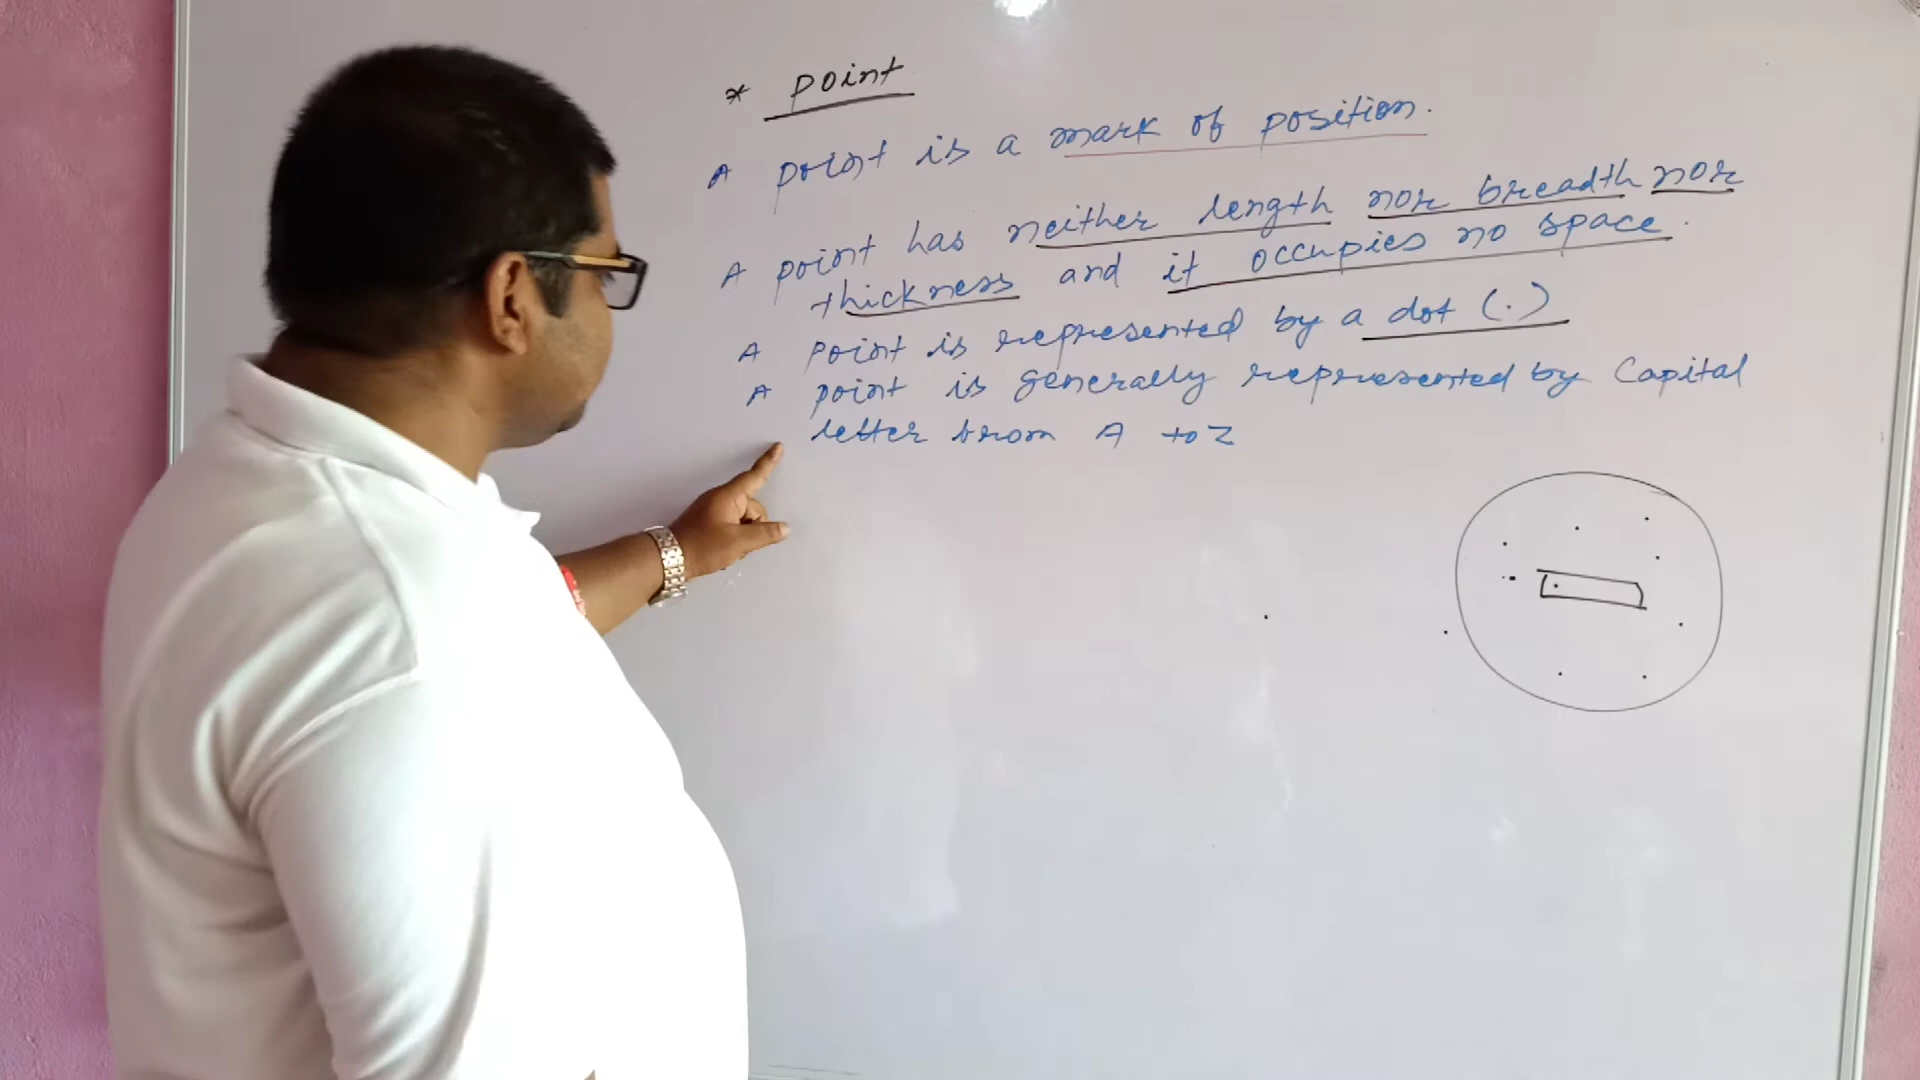 * Point
A point is a mark of position.
A point has neither length nor breadth nor
thickness and it occupies no space.
A point is represented by a dot (.)
A point is generally represented by Capital
letter from A to Z